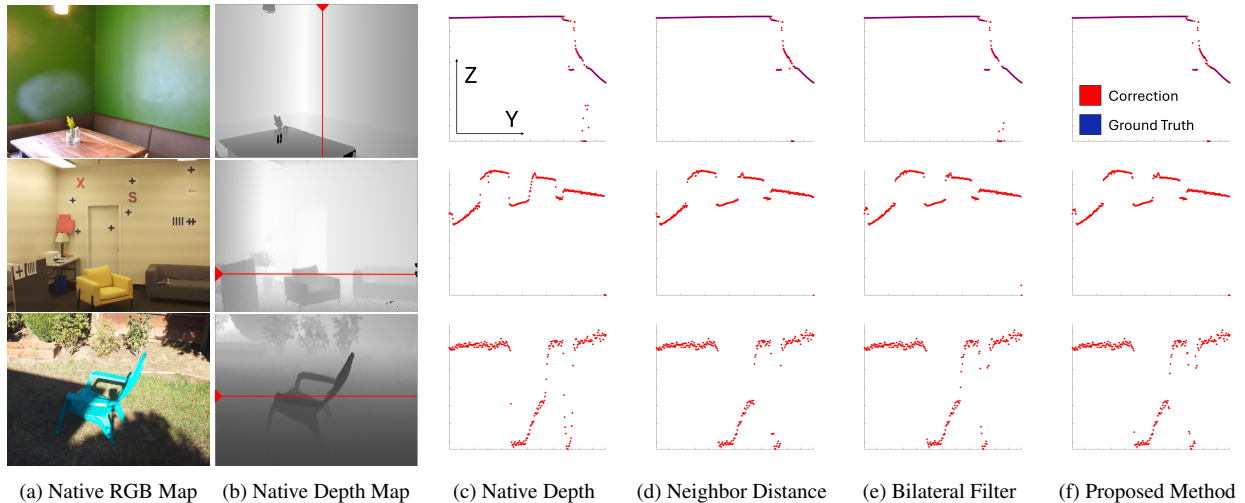 Z
Y
Correction
Ground Truth
X
S
(a) Native RGB Map (b) Native Depth Map (c) Native Depth (d) Neighbor Distance (e) Bilateral Filter (f) Proposed Method